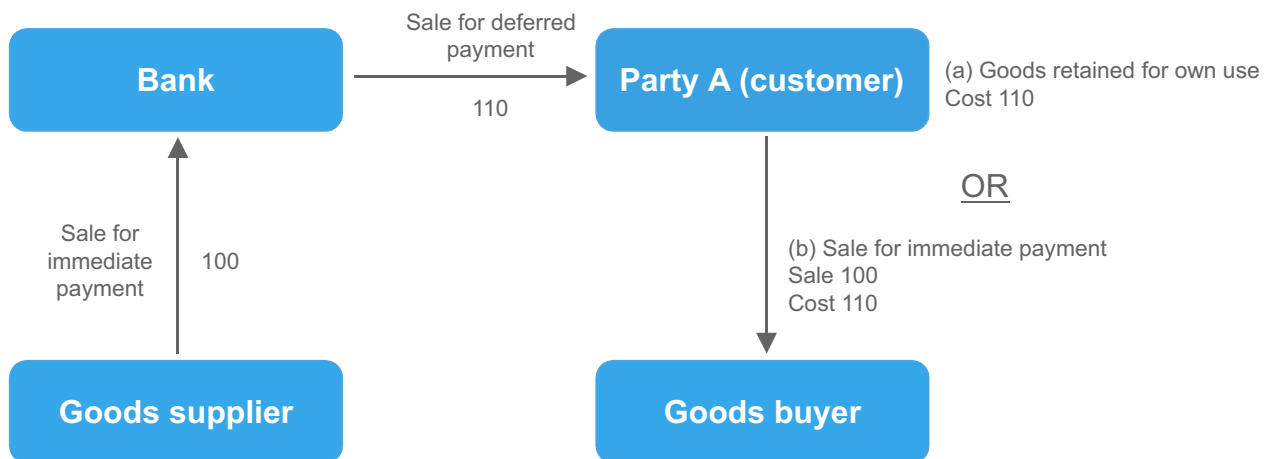 Sale for deferred
payment
Bank
Party A (customer)
(a) Goods retained for own use
Cost 110
110
OR
Sale for
immediate
payment
100
(b) Sale for immediate payment
Sale 100
Cost 110
Goods supplier
Goods buyer